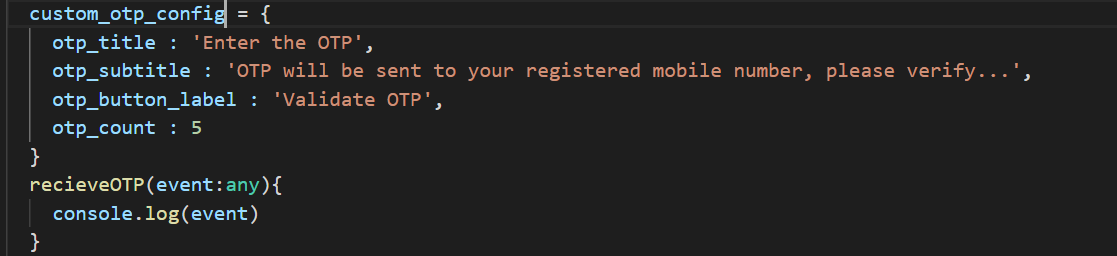 custom_otp_config = {
otp_title : 'Enter the OTP',
otp_subtitle : 'OTP will be sent to your registered mobile number, please verify...',
otp_button_label : 'Validate OTP',
otp_count : 5
}
recieveOTP(event:any){
console.log(event)
}